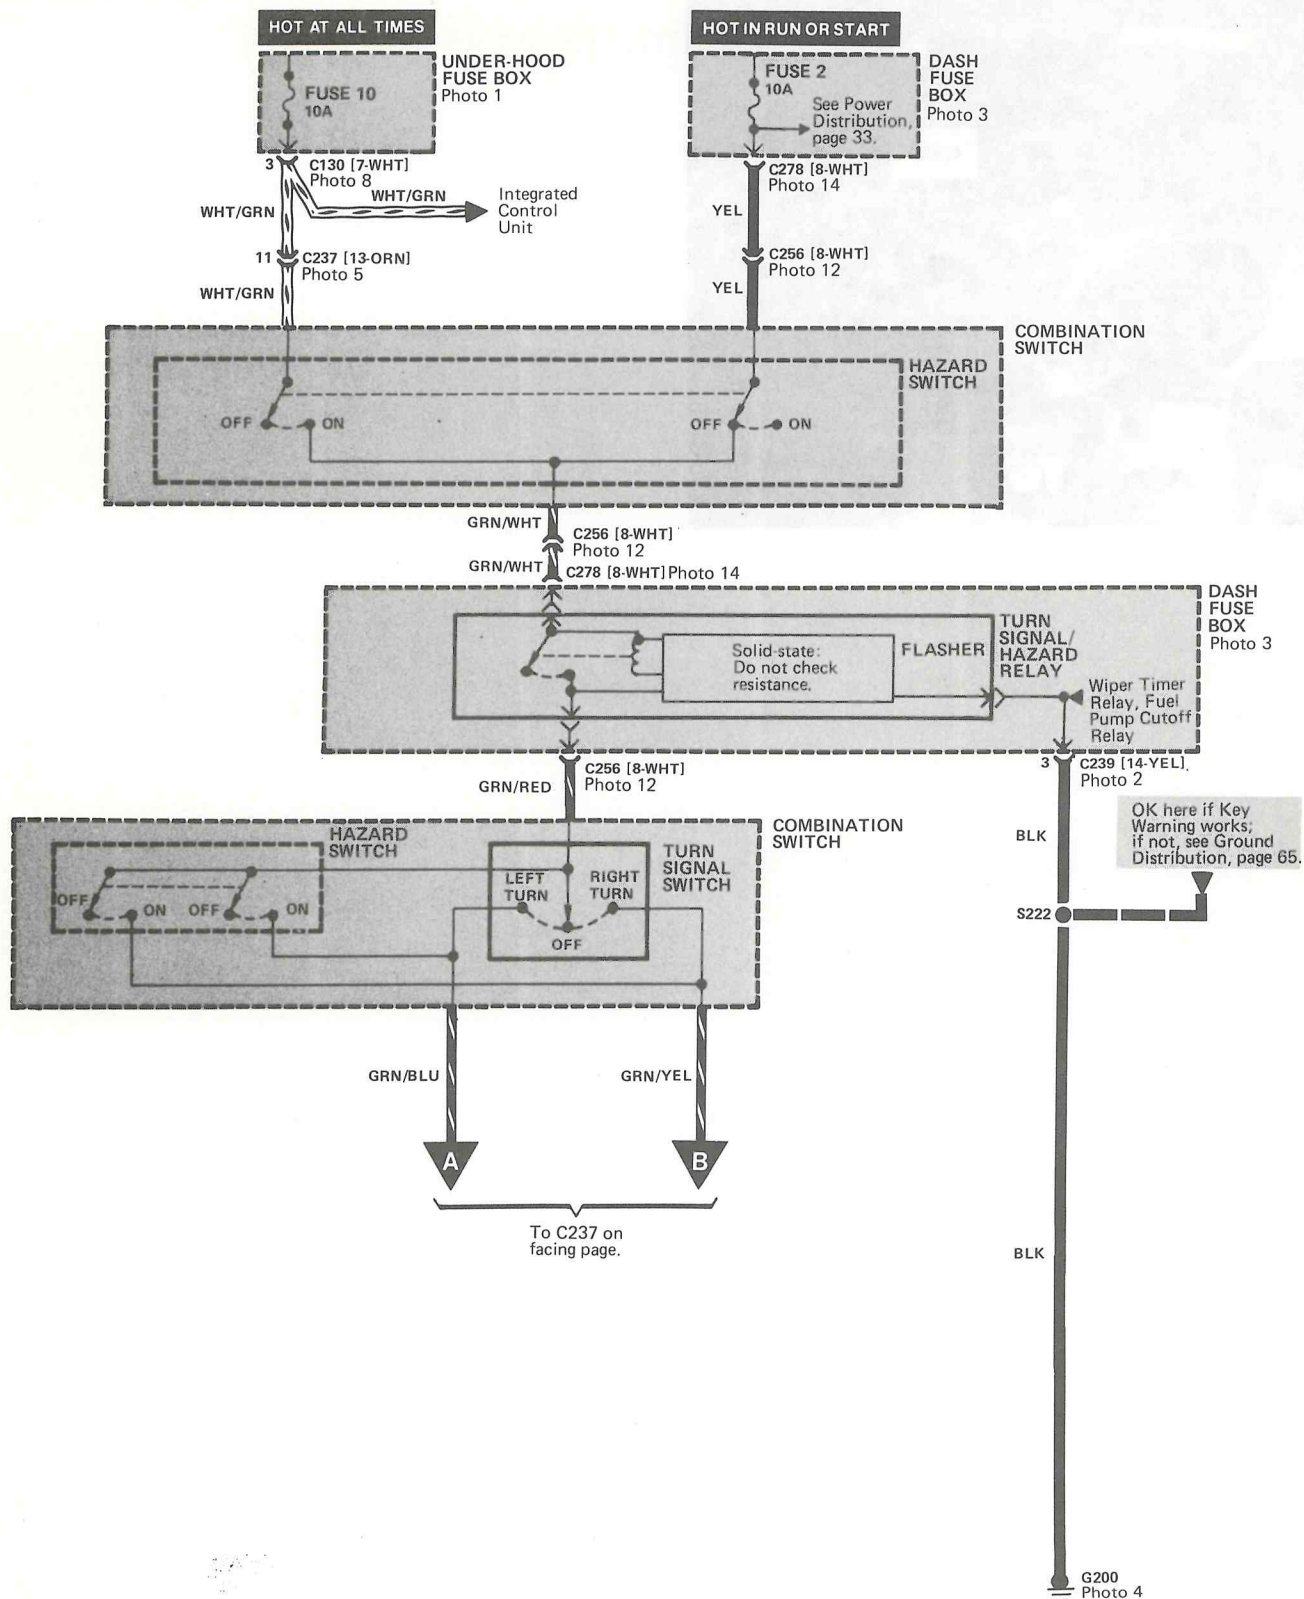 HOT AT ALL TIMES
HOT IN RUN OR START
FUSE 10
10A
UNDER-HOOD
FUSE BOX
Photo 1
FUSE 2
10A
See Power
Distribution,
page 33.
DASH
FUSE
BOX
Photo 3
3
C130 [7-WHT]
Photo 8
WHT/GRN
WHT/GRN
Integrated
Control
Unit
C278 [8-WHT]
Photo 14
YEL
11
C237 [13-ORN]
Photo 5
C256 [8-WHT]
Photo 12
WHT/GRN
YEL
COMBINATION
SWITCH
HAZARD
SWITCH
OFF
ON
OFF
ON
GRN/WHT
C256 [8-WHT]
Photo 12
GRN/WHT
C278 [8-WHT] Photo 14
DASH
FUSE
BOX
Photo 3
TURN
SIGNAL/
HAZARD
RELAY
Solid-state:
Do not check
resistance.
FLASHER
Wiper Timer
Relay, Fuel
Pump Cutoff
Relay
C256 [8-WHT]
Photo 12
GRN/RED
3
C239 [14-YEL].
Photo 2
COMBINATION
SWITCH
HAZARD
SWITCH
TURN
SIGNAL
SWITCH
LEFT
TURN
RIGHT
TURN
OFF
OFF
ON
OFF
ON
BLK
OK here if Key
Warning works;
if not, see Ground
Distribution, page 65.
S222
GRN/BLU
GRN/YEL
A
B
To C237 on
facing page.
BLK
G200
Photo 4